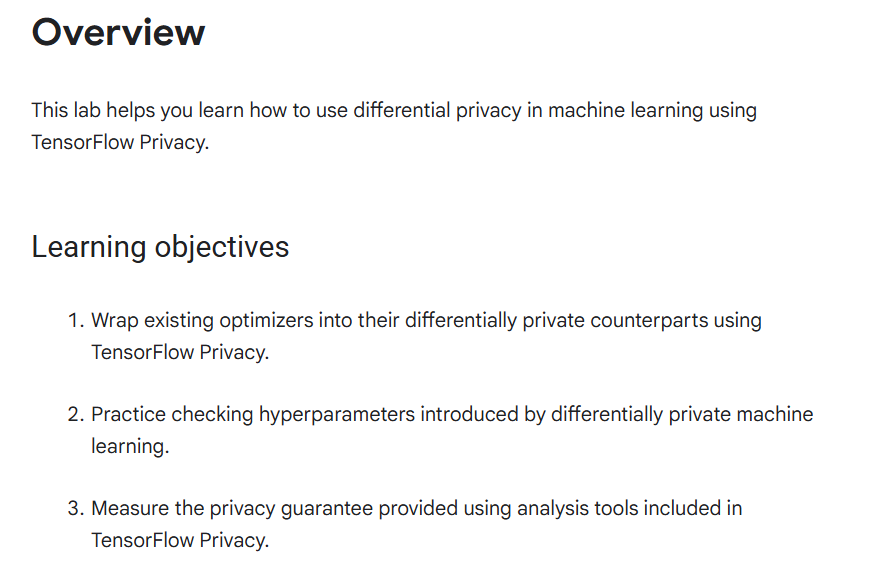 Overview
This lab helps you learn how to use differential privacy in machine learning using
TensorFlow Privacy.
Learning objectives
1. Wrap existing optimizers into their differentially private counterparts using
TensorFlow Privacy.
2. Practice checking hyperparameters introduced by differentially private machine
learning.
3. Measure the privacy guarantee provided using analysis tools included in
TensorFlow Privacy.